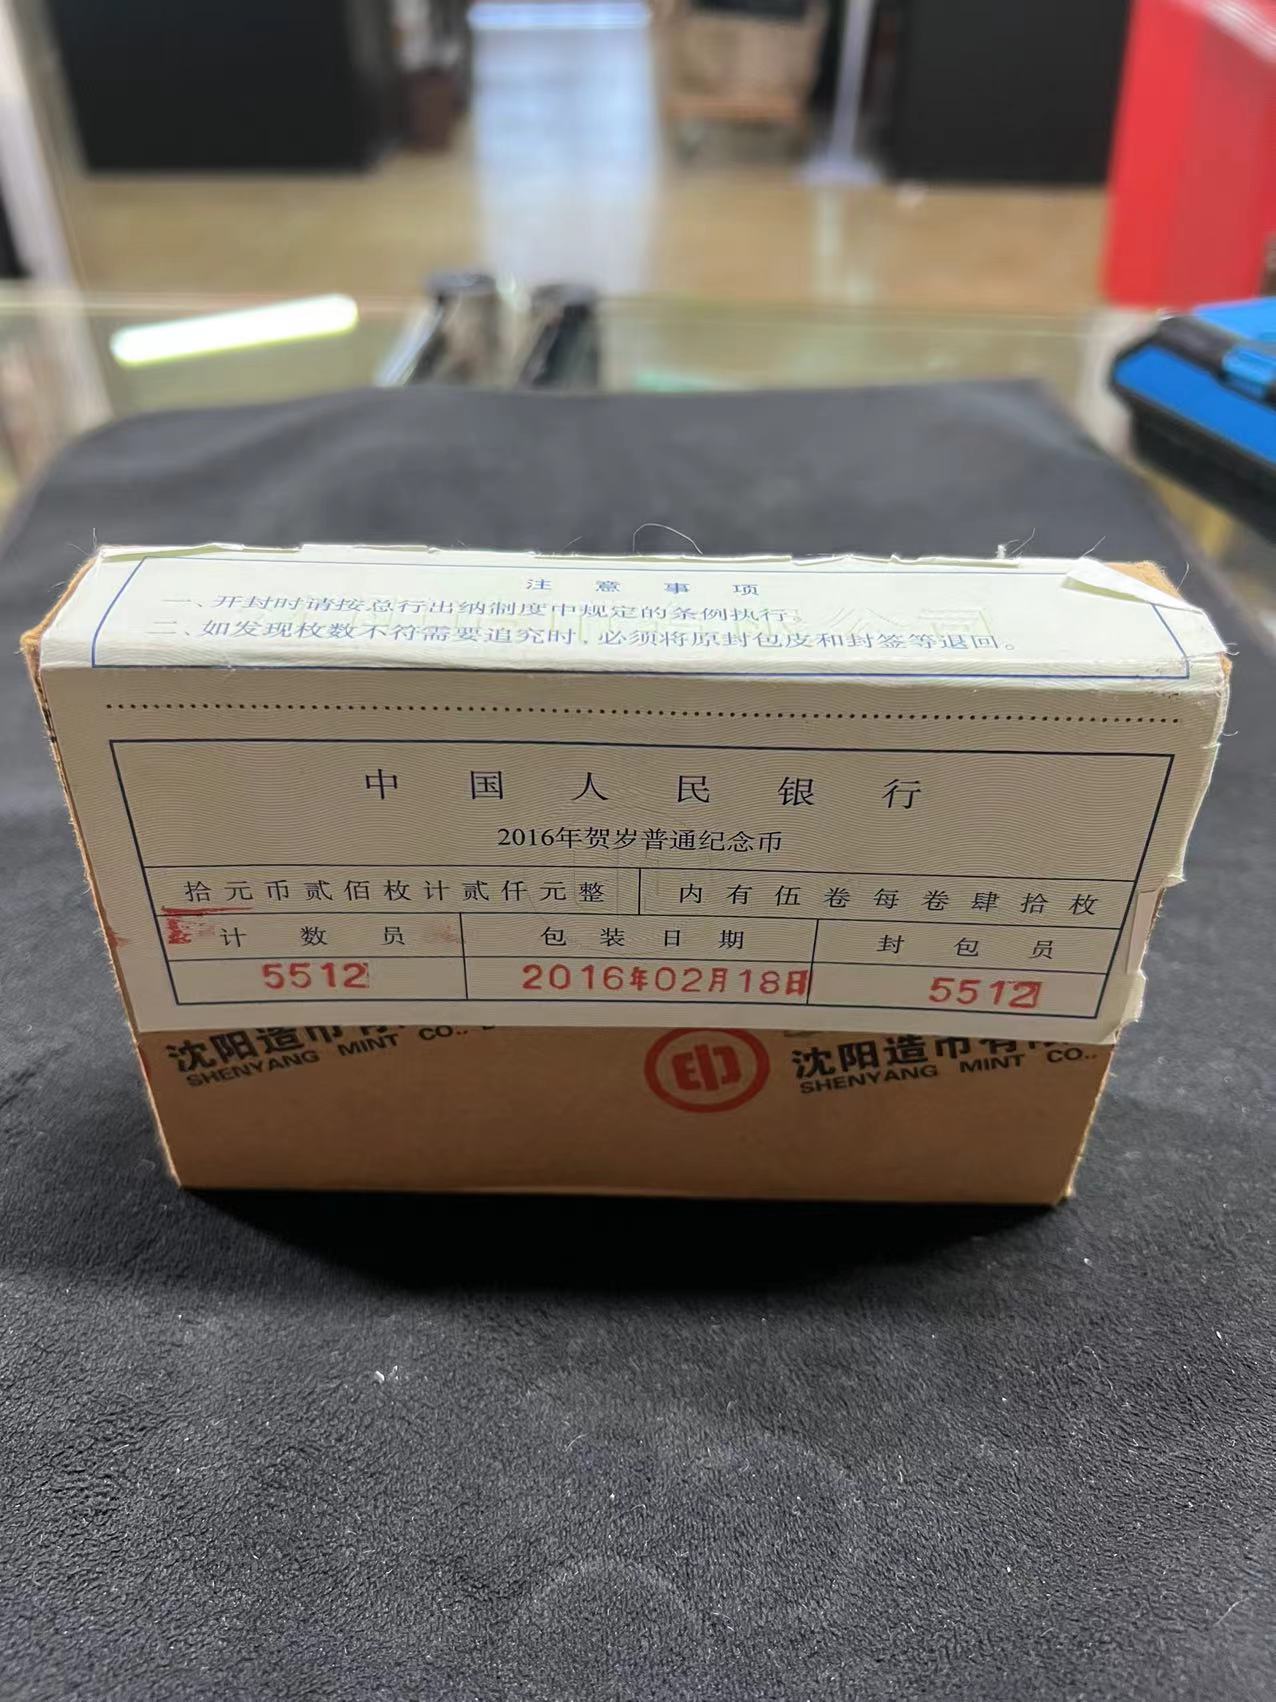 注意事项
一、开封时请按总行出纳制度中规定的条例执行。
二、如发现枚数不符需要追究时，必须将原封包皮和封签等退回。
中国人民银行
2016年贺岁普通纪念币
拾元币贰佰枚计贰仟元整 内有伍卷每卷肆拾枚
计数员 包装日期 封包员
5512 2016年02月18日 5512
沈阳造币有 沈阳造币有限
SHENYANG MINT CO., SHENYANG MINT CO.,